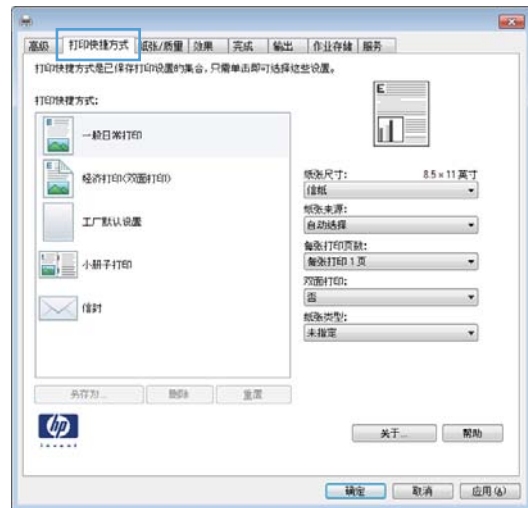 高级 打印快捷方式 纸张/质量 效果 完成 输出 作业存储 服务
打印快捷方式是已保存打印设置的集合，只需单击即可选择这些设置。
打印快捷方式:
一般日常打印
经济打印(双面打印)
工厂默认设置
小册子打印
信封
另存为... 删除 重置
E
纸张尺寸: 8.5 × 11 英寸
信纸
纸张来源:
自动选择
每张打印页数:
每张打印 1 页
双面打印:
否
纸张类型:
未指定
hp
invent
关于... 帮助
确定 取消 应用(A)